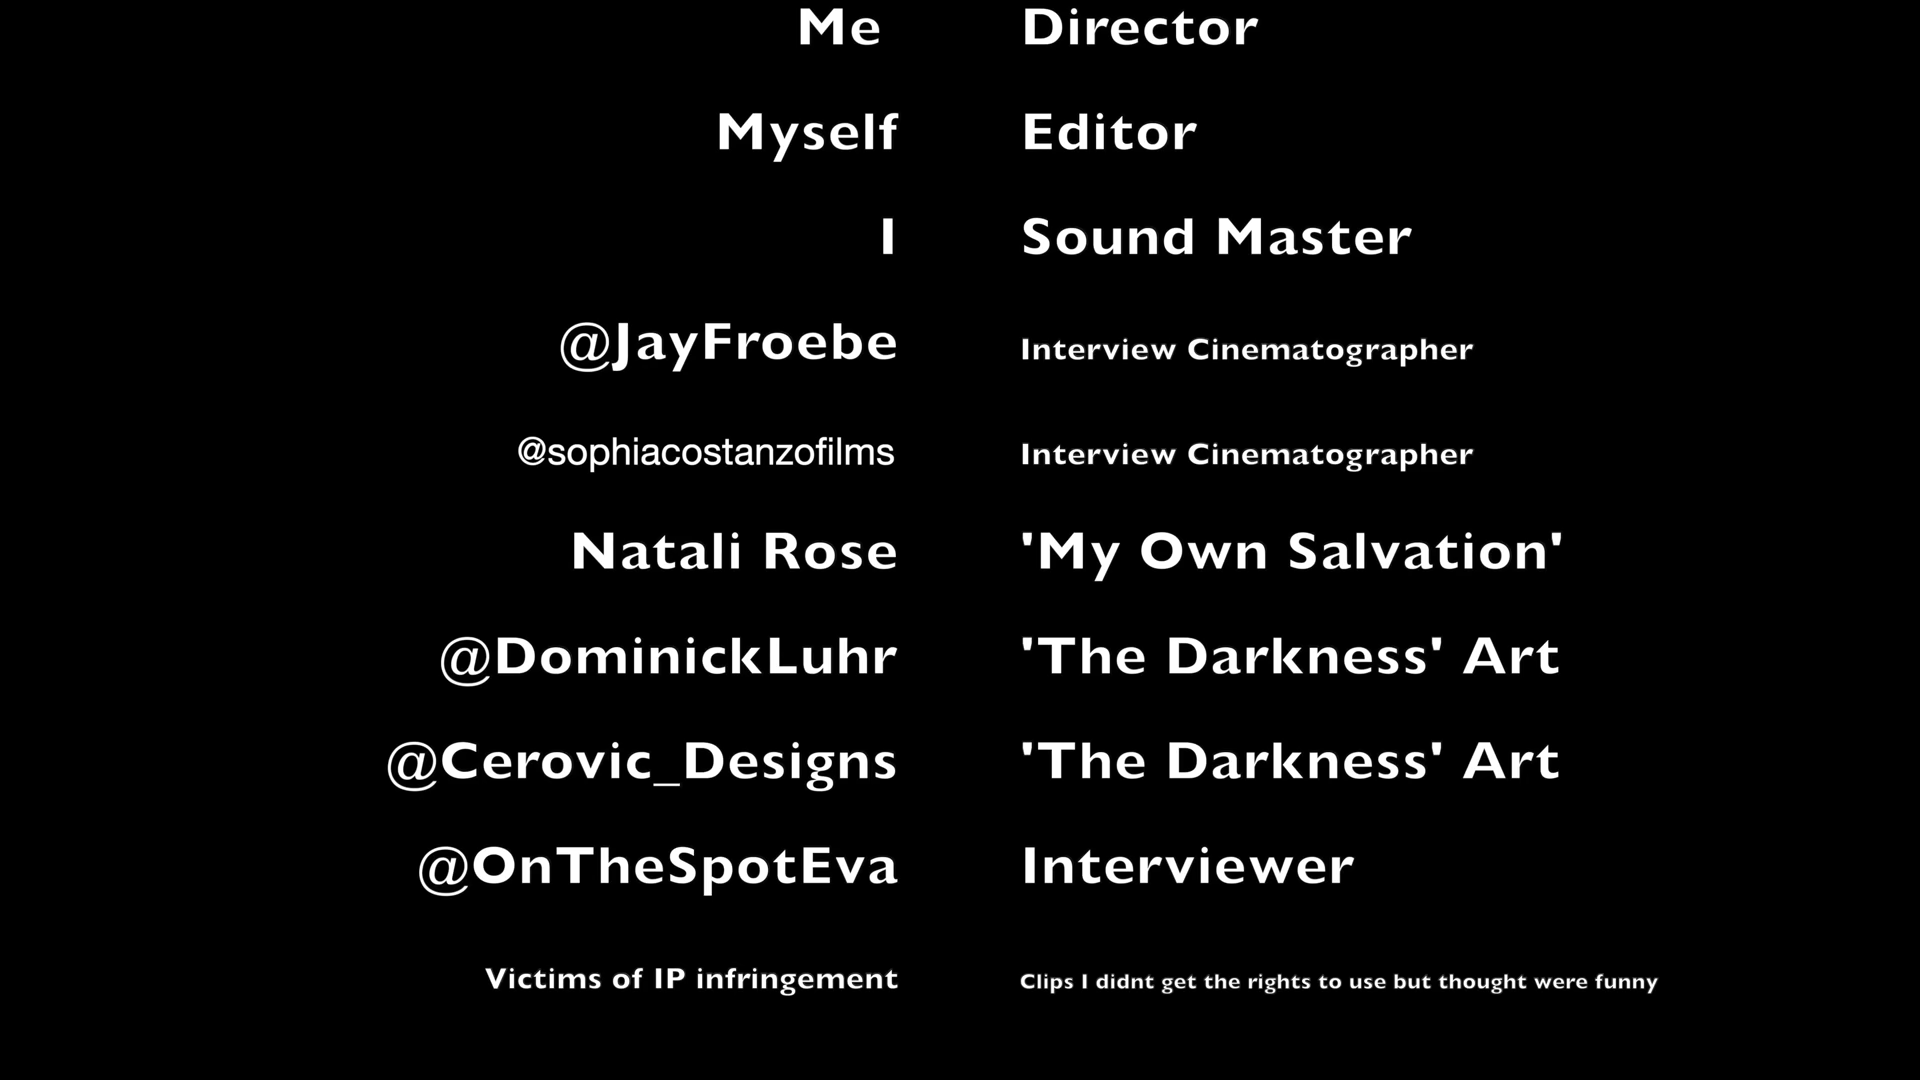 Me Director
Myself Editor
I Sound Master
@JayFroebe Interview Cinematographer
@sophiacostanzofilms Interview Cinematographer
Natali Rose 'My Own Salvation'
@DominickLuhr 'The Darkness' Art
@Cerovic_Designs 'The Darkness' Art
@OnTheSpotEva Interviewer
Victims of IP infringement Clips I didnt get the rights to use but thought were funny